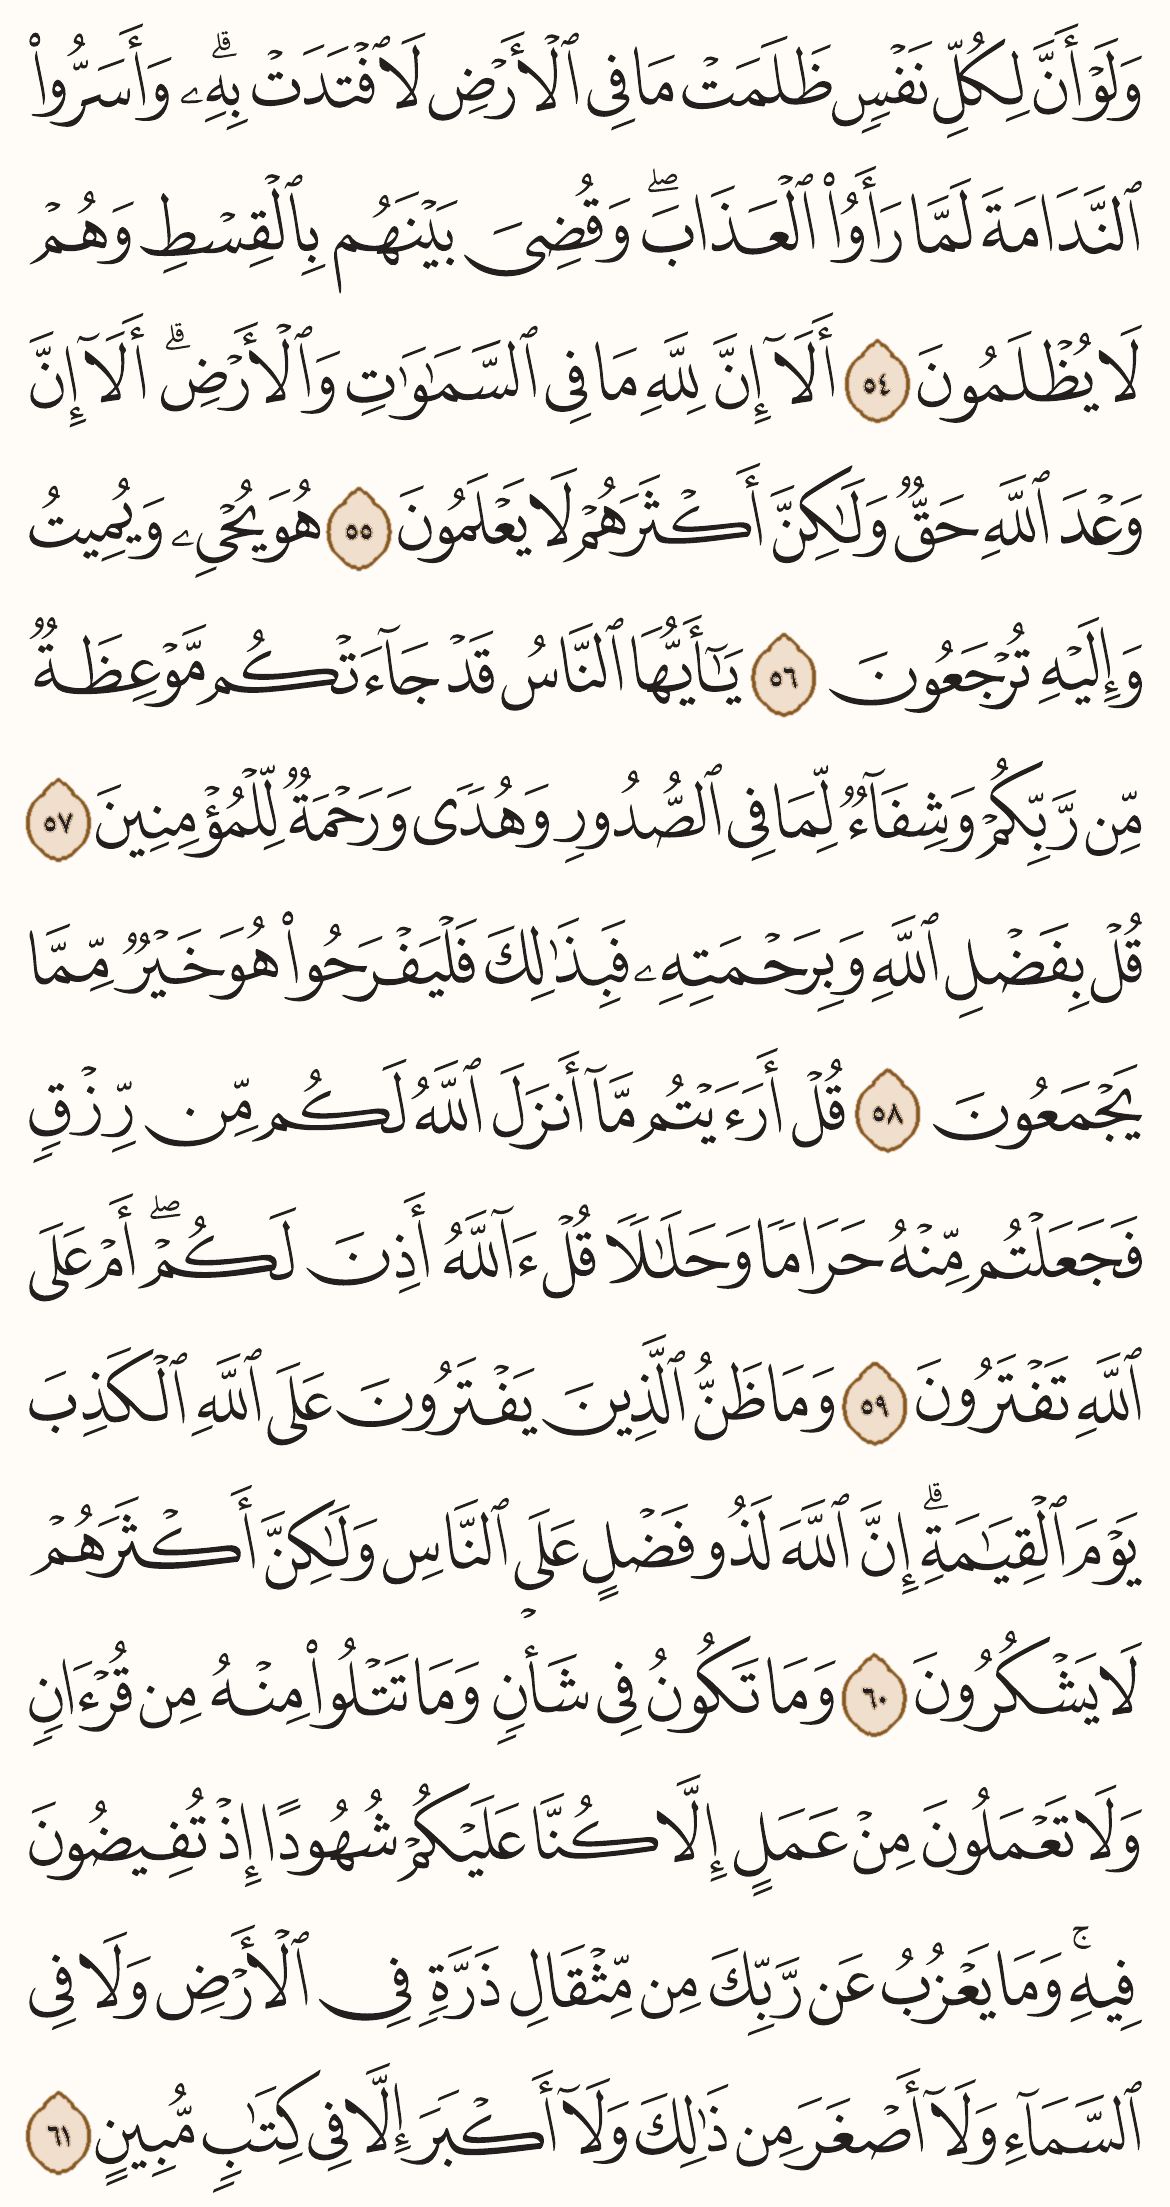 وَلَوۡ أَنَّ لِكُلِّ نَفۡسٖ ظَلَمَتۡ مَا فِي ٱلۡأَرۡضِ لَٱفۡتَدَتۡ بِهِۦۗ وَأَسَرُّواْ
ٱلنَّدَامَةَ لَمَّا رَأَوُاْ ٱلۡعَذَابَۖ وَقُضِيَ بَيۡنَهُم بِٱلۡقِسۡطِ وَهُمۡ
لَا يُظۡلَمُونَ ٥٤ أَلَآ إِنَّ لِلَّهِ مَا فِي ٱلسَّمَٰوَٰتِ وَٱلۡأَرۡضِۗ أَلَآ إِنَّ
وَعۡدَ ٱللَّهِ حَقّٞ وَلَٰكِنَّ أَكۡثَرَهُمۡ لَا يَعۡلَمُونَ ٥٥ هُوَ يُحۡيِۦ وَيُمِيتُ
وَإِلَيۡهِ تُرۡجَعُونَ ٥٦ يَٰٓأَيُّهَا ٱلنَّاسُ قَدۡ جَآءَتۡكُم مَّوۡعِظَةٞ
مِّن رَّبِّكُمۡ وَشِفَآءٞ لِّمَا فِي ٱلصُّدُورِ وَهُدٗى وَرَحۡمَةٞ لِّلۡمُؤۡمِنِينَ ٥٧
قُلۡ بِفَضۡلِ ٱللَّهِ وَبِرَحۡمَتِهِۦ فَبِذَٰلِكَ فَلۡيَفۡرَحُواْ هُوَ خَيۡرٞ مِّمَّا
يَجۡمَعُونَ ٥٨ قُلۡ أَرَءَيۡتُم مَّآ أَنزَلَ ٱللَّهُ لَكُم مِّن رِّزۡقٖ
فَجَعَلۡتُم مِّنۡهُ حَرَامٗا وَحَلَٰلٗا قُلۡ ءَآللَّهُ أَذِنَ لَكُمۡۖ أَمۡ عَلَى
ٱللَّهِ تَفۡتَرُونَ ٥٩ وَمَا ظَنُّ ٱلَّذِينَ يَفۡتَرُونَ عَلَى ٱللَّهِ ٱلۡكَذِبَ
يَوۡمَ ٱلۡقِيَٰمَةِۗ إِنَّ ٱللَّهَ لَذُو فَضۡلٍ عَلَى ٱلنَّاسِ وَلَٰكِنَّ أَكۡثَرَهُمۡ
لَا يَشۡكُرُونَ ٦٠ وَمَا تَكُونُ فِي شَأۡنٖ وَمَا تَتۡلُواْ مِنۡهُ مِن قُرۡءَانٖ
وَلَا تَعۡمَلُونَ مِنۡ عَمَلٍ إِلَّا كُنَّا عَلَيۡكُمۡ شُهُودًا إِذۡ تُفِيضُونَ
فِيهِۚ وَمَا يَعۡزُبُ عَن رَّبِّكَ مِن مِّثۡقَالِ ذَرَّةٖ فِي ٱلۡأَرۡضِ وَلَا فِي
ٱلسَّمَآءِ وَلَآ أَصۡغَرَ مِن ذَٰلِكَ وَلَآ أَكۡبَرَ إِلَّا فِي كِتَٰبٖ مُّبِينٍ ٦١